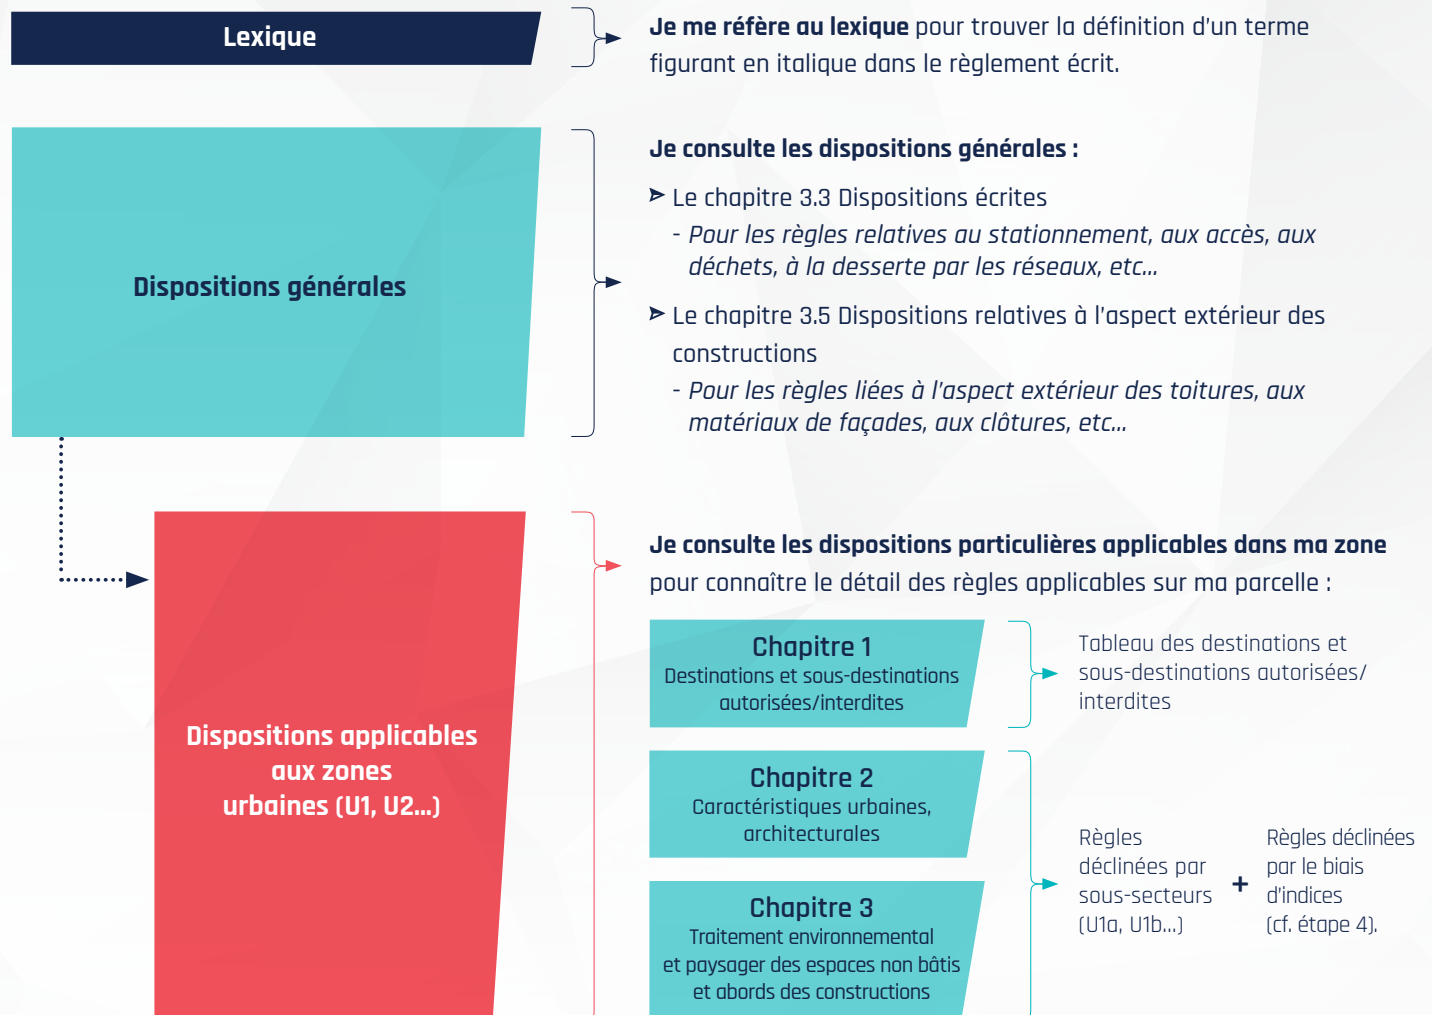 Lexique
Je me réfère au lexique pour trouver la définition d'un terme
figurant en italique dans le règlement écrit.
Dispositions générales
Je consulte les dispositions générales :
➢ Le chapitre 3.3 Dispositions écrites
- Pour les règles relatives au stationnement, aux accès, aux
déchets, à la desserte par les réseaux, etc...
➢ Le chapitre 3.5 Dispositions relatives à l'aspect extérieur des
constructions
- Pour les règles liées à l'aspect extérieur des toitures, aux
matériaux de façades, aux clôtures, etc...
Dispositions applicables
aux zones
urbaines (U1, U2...)
Je consulte les dispositions particulières applicables dans ma zone
pour connaître le détail des règles applicables sur ma parcelle :
Chapitre 1
Destinations et sous-destinations
autorisées/interdites
Tableau des destinations et
sous-destinations autorisées/
interdites
Chapitre 2
Caractéristiques urbaines,
architecturales
Chapitre 3
Traitement environnemental
et paysager des espaces non bâtis
et abords des constructions
Règles
déclinées par
sous-secteurs
(U1a, U1b...)
+
Règles déclinées
par le biais
d'indices
(cf. étape 4).